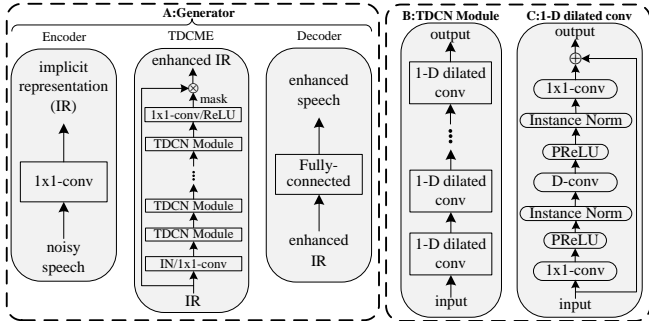 A:Generator
Encoder
implicit
representation
(IR)
1x1-conv
noisy
speech
TDCME
enhanced IR
mask
1x1-conv/ReLU
TDCN Module
TDCN Module
TDCN Module
IN/1x1-conv
IR
Decoder
enhanced
speech
Fully-
connected
enhanced
IR
B:TDCN Module
output
1-D dilated
conv
1-D dilated
conv
1-D dilated
conv
input
C:1-D dilated conv
output
1x1-conv
Instance Norm
PReLU
D-conv
Instance Norm
PReLU
1x1-conv
input